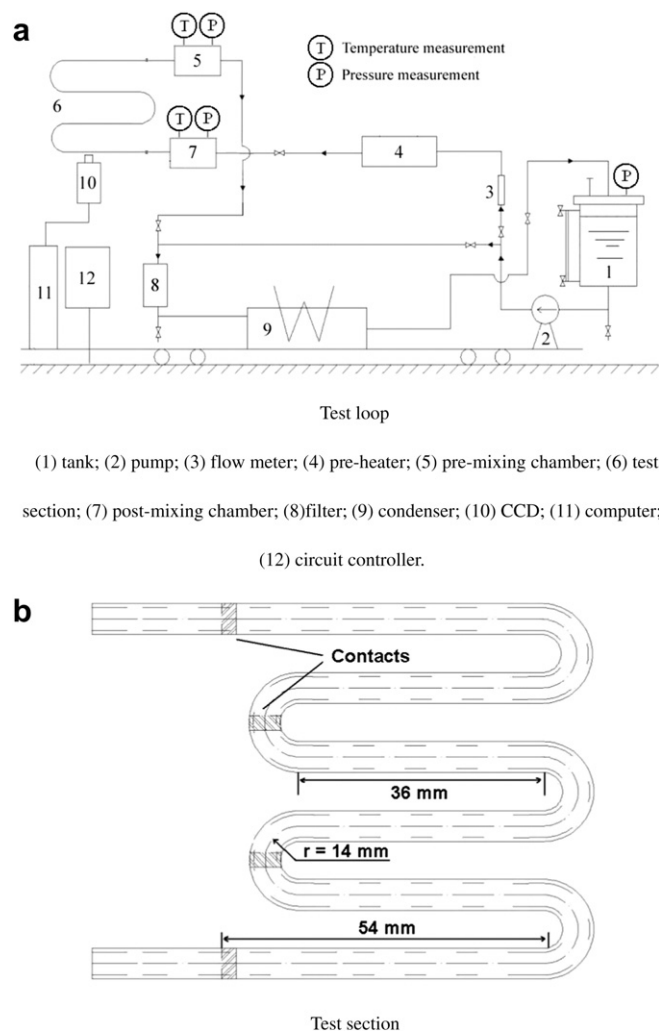 a
T P
T Temperature measurement
P Pressure measurement
5
6
T P
P
7
4
10
3
1
11
12
8
9
2
Test loop
(1) tank; (2) pump; (3) flow meter; (4) pre-heater; (5) pre-mixing chamber; (6) test
section; (7) post-mixing chamber; (8)filter; (9) condenser; (10) CCD; (11) computer;
(12) circuit controller.
b
Contacts
36 mm
r = 14 mm
54 mm
Test section